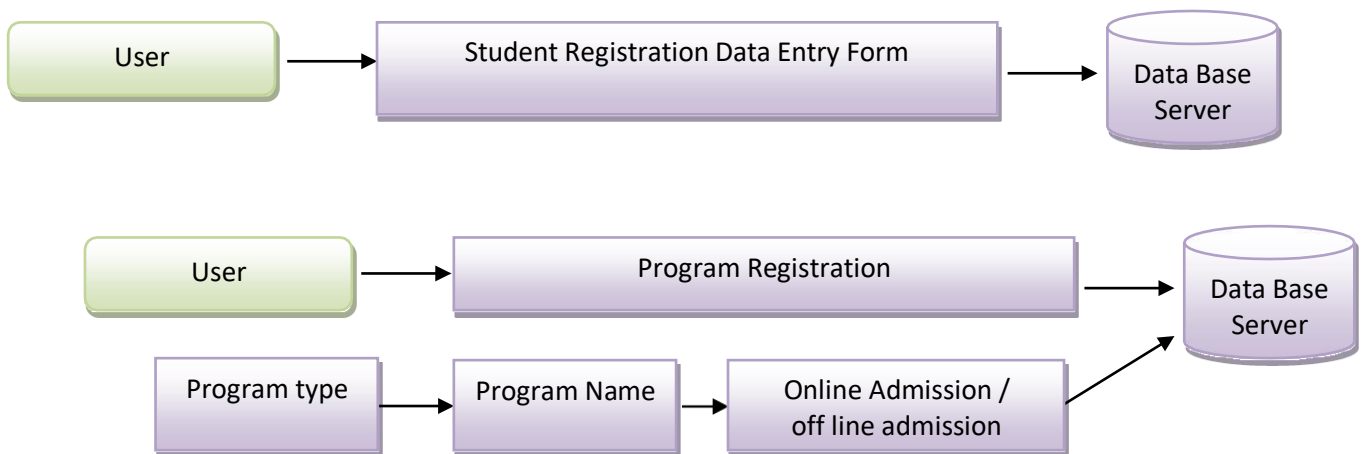 User
Student Registration Data Entry Form
Data Base
Server
User
Program Registration
Data Base
Server
Program type
Program Name
Online Admission /
off line admission